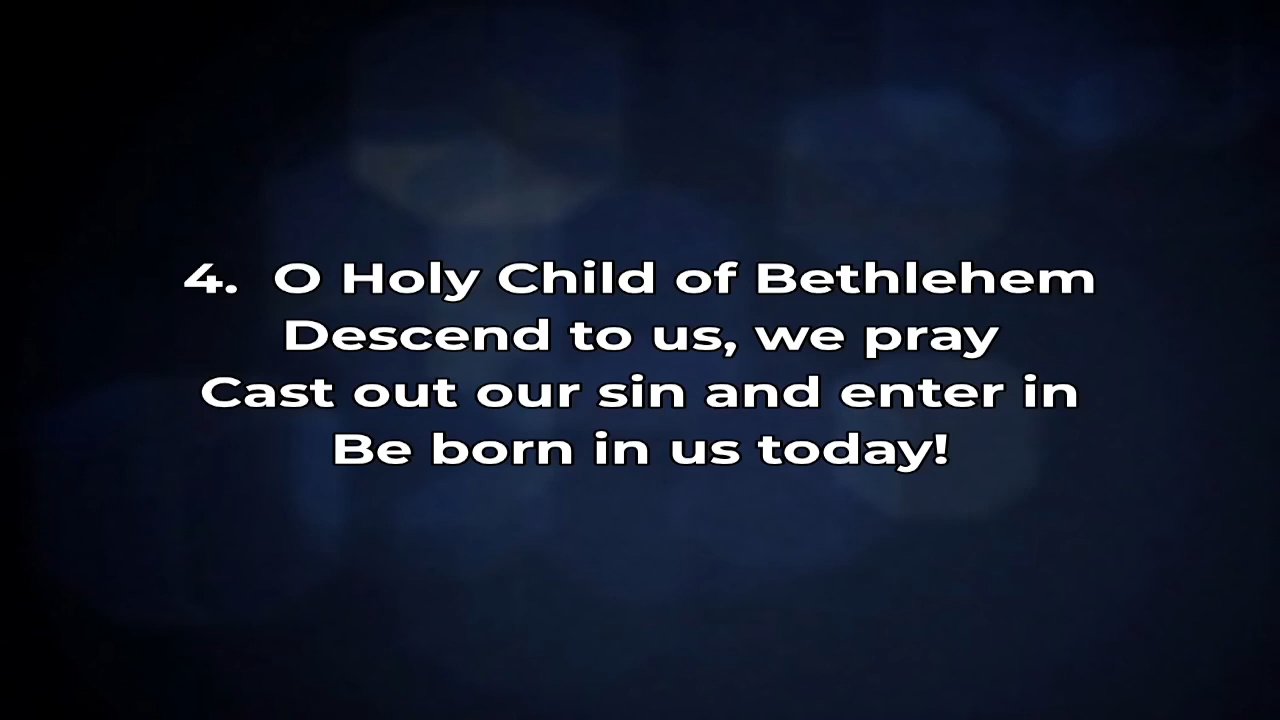 4.  O Holy Child of Bethlehem
Descend to us, we pray
Cast out our sin and enter in
Be born in us today!